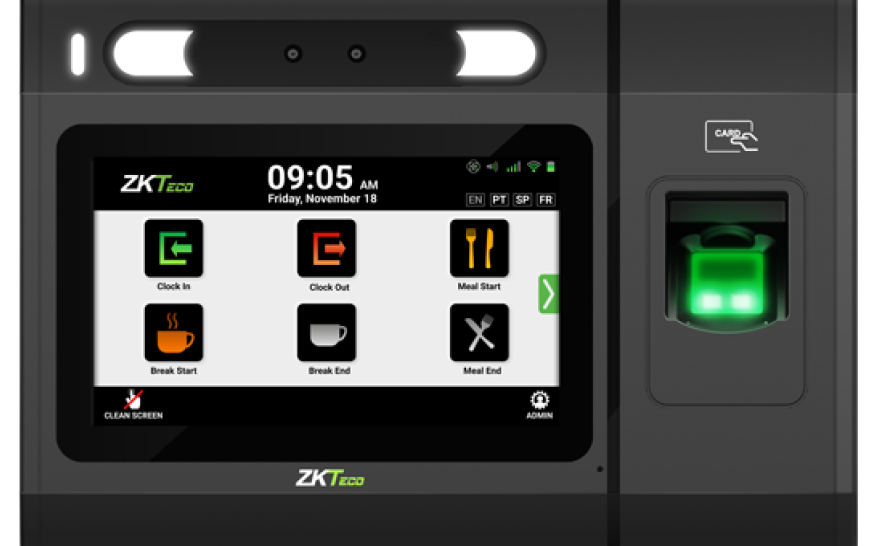 CARD
ZKTECO
09:05 AM
Friday, November 18
EN PT SP FR
Clock In
Clock Out
Meal Start
Break Start
Break End
Meal End
CLEAN SCREEN
ADMIN
ZKTECO